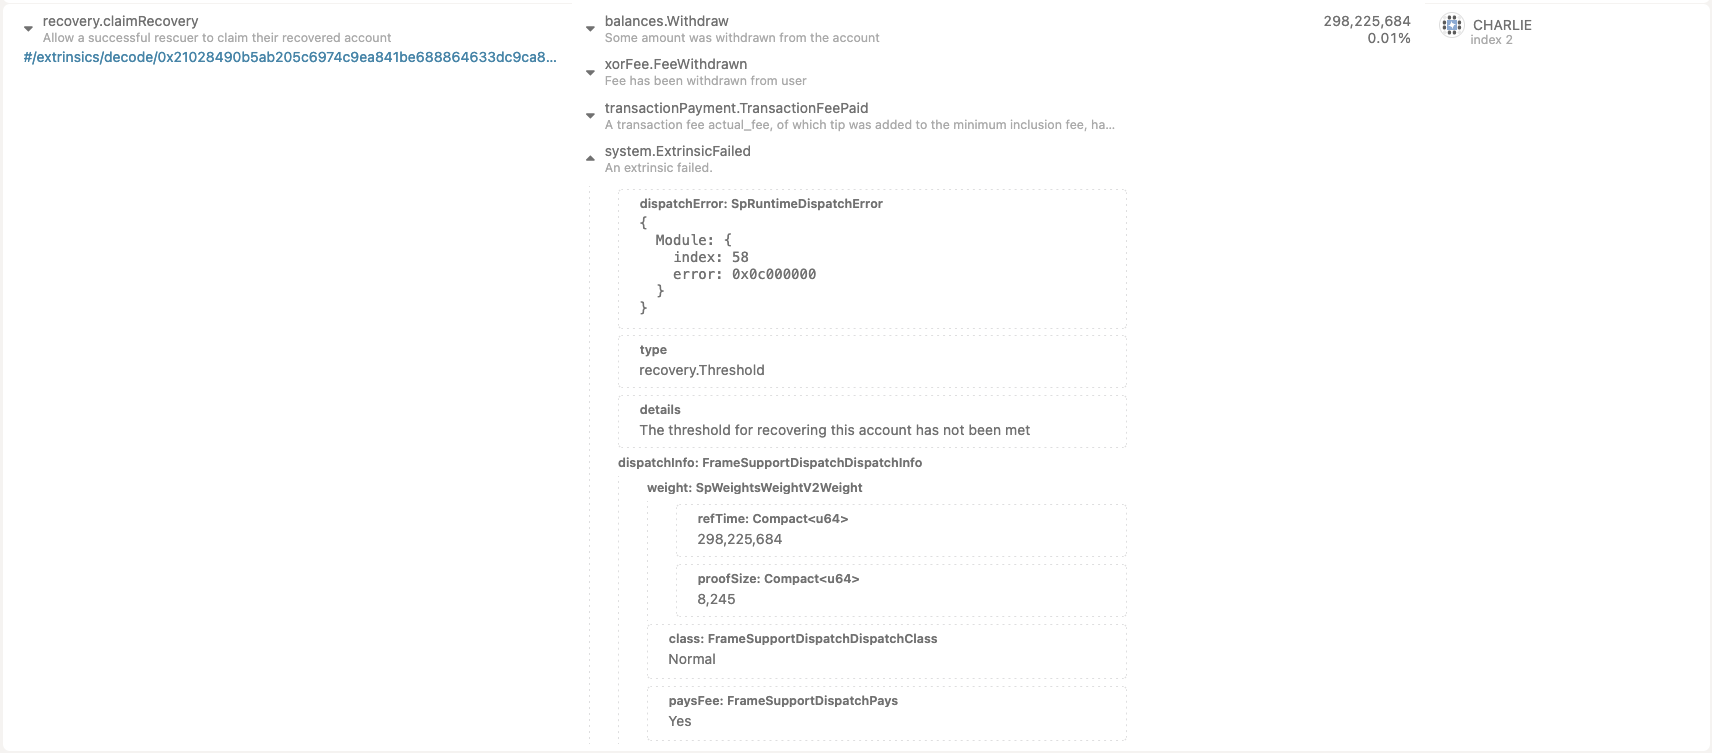 recovery.claimRecovery
Allow a successful rescuer to claim their recovered account
#/extrinsics/decode/0x21028490b5ab205c6974c9ea841be688864633dc9ca8...
balances.Withdraw
Some amount was withdrawn from the account
xorFee.FeeWithdrawn
Fee has been withdrawn from user
transactionPayment.TransactionFeePaid
A transaction fee actual_fee, of which tip was added to the minimum inclusion fee, ha...
system.ExtrinsicFailed
An extrinsic failed.
dispatchError: SpRuntimeDispatchError
{
  Module: {
    index: 58
    error: 0x0c000000
  }
}
type
recovery.Threshold
details
The threshold for recovering this account has not been met
dispatchInfo: FrameSupportDispatchDispatchInfo
weight: SpWeightsWeightV2Weight
refTime: Compact<u64>
298,225,684
proofSize: Compact<u64>
8,245
class: FrameSupportDispatchDispatchClass
Normal
paysFee: FrameSupportDispatchPays
Yes
298,225,684
0.01%
CHARLIE
index 2